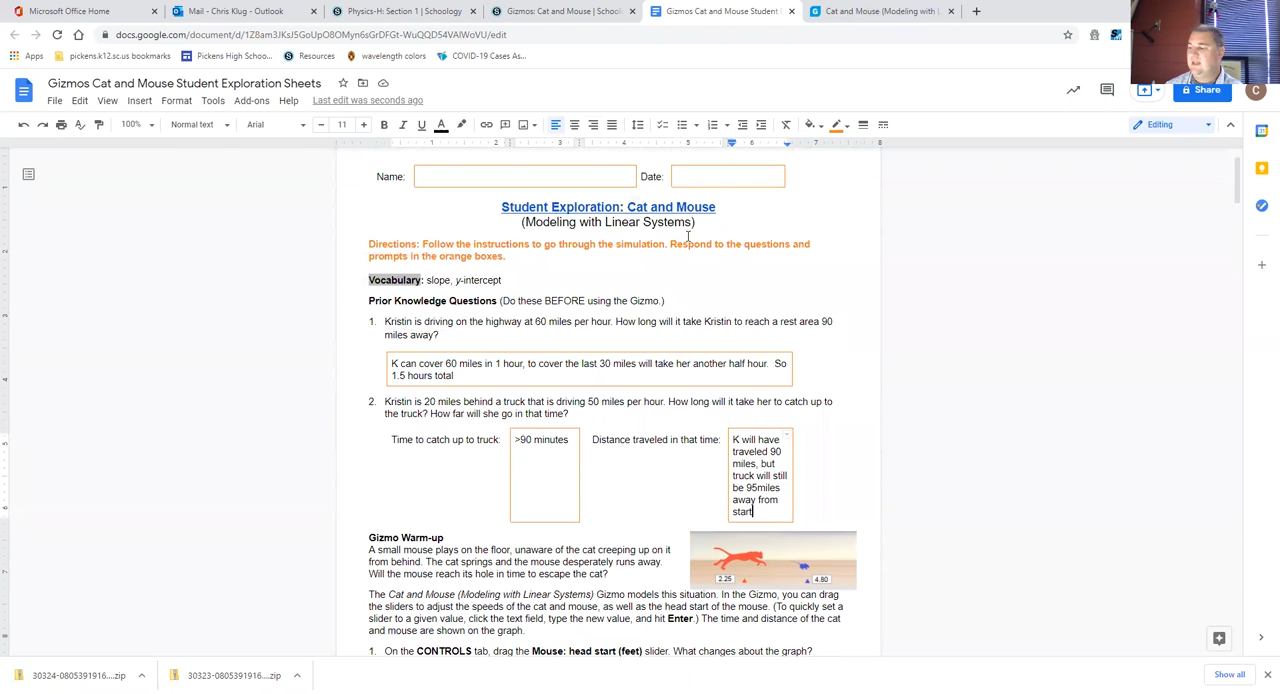 Microsoft Office Home
Mail - Chris Klug - Outlook
Physics-H: Section 1 | Schoology
Gizmos: Cat and Mouse | School
Gizmos Cat and Mouse Student
Cat and Mouse (Modeling with L
docs.google.com/document/d/1Z8am3JKsJ5GoUpO8OMyn6sGrDFGt-WuQQD54VAIWoVU/edit
Apps
pickens.k12.sc.us bookmarks
Pickens High Schoo...
Resources
wavelength colors
COVID-19 Cases As...
Gizmos Cat and Mouse Student Exploration Sheets
File Edit View Insert Format Tools Add-ons Help Last edit was seconds ago
Share
C
100% Normal text Arial 11 Editing
1 2 3 4 5 6 7 8
Name: Date:
Student Exploration: Cat and Mouse
(Modeling with Linear Systems)
Directions: Follow the instructions to go through the simulation. Respond to the questions and
prompts in the orange boxes.
Vocabulary: slope, y-intercept
Prior Knowledge Questions (Do these BEFORE using the Gizmo.)
1. Kristin is driving on the highway at 60 miles per hour. How long will it take Kristin to reach a rest area 90
miles away?
K can cover 60 miles in 1 hour, to cover the last 30 miles will take her another half hour. So
1.5 hours total
2. Kristin is 20 miles behind a truck that is driving 50 miles per hour. How long will it take her to catch up to
the truck? How far will she go in that time?
Time to catch up to truck: >90 minutes Distance traveled in that time: K will have
traveled 90
miles, but
truck will still
be 95miles
away from
start
Gizmo Warm-up
A small mouse plays on the floor, unaware of the cat creeping up on it
from behind. The cat springs and the mouse desperately runs away.
Will the mouse reach its hole in time to escape the cat?
2.25 4.80
The Cat and Mouse (Modeling with Linear Systems) Gizmo models this situation. In the Gizmo, you can drag
the sliders to adjust the speeds of the cat and mouse, as well as the head start of the mouse. (To quickly set a
slider to a given value, click the text field, type the new value, and hit Enter.) The time and distance of the cat
and mouse are shown on the graph.
1. On the CONTROLS tab, drag the Mouse: head start (feet) slider. What changes about the graph?
30324-0805391916....zip
30323-0805391916....zip
Show all